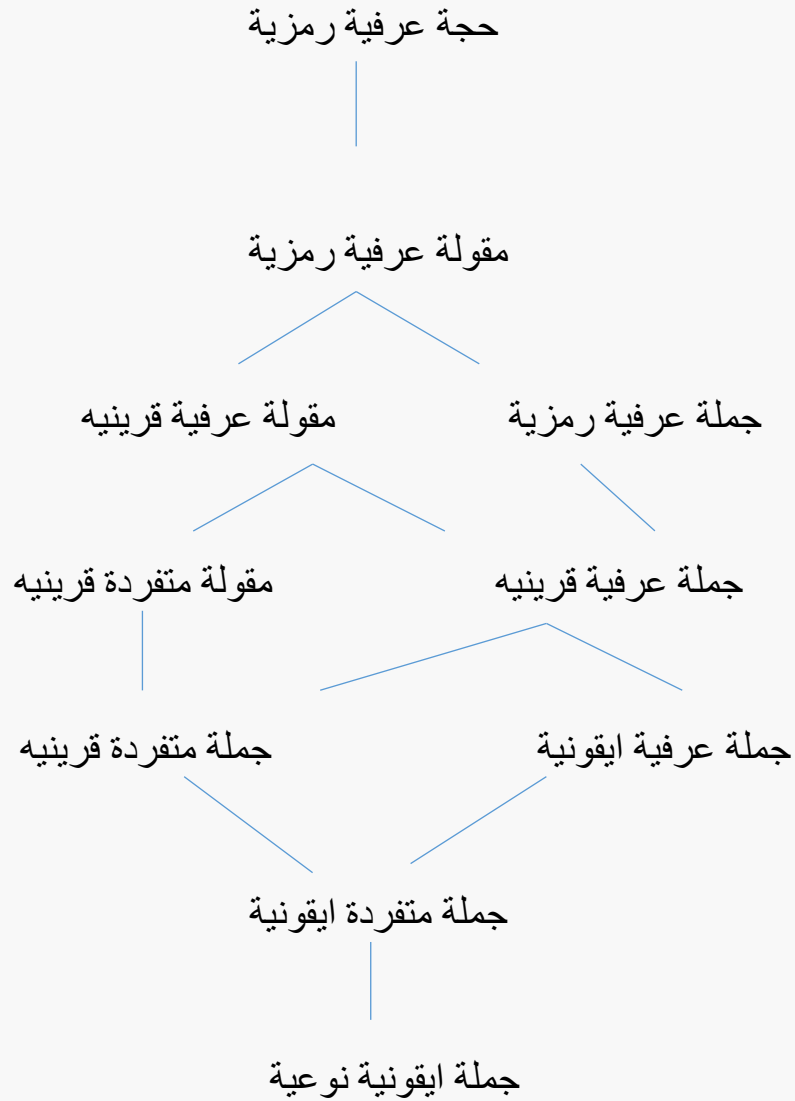 حجة عرفية رمزية
مقولة عرفية رمزية
جملة عرفية رمزية
مقولة عرفية قرينيه
جملة عرفية قرينيه
مقولة متفردة قرينيه
جملة عرفية ايقونية
جملة متفردة قرينيه
جملة متفردة ايقونية
جملة ايقونية نوعية